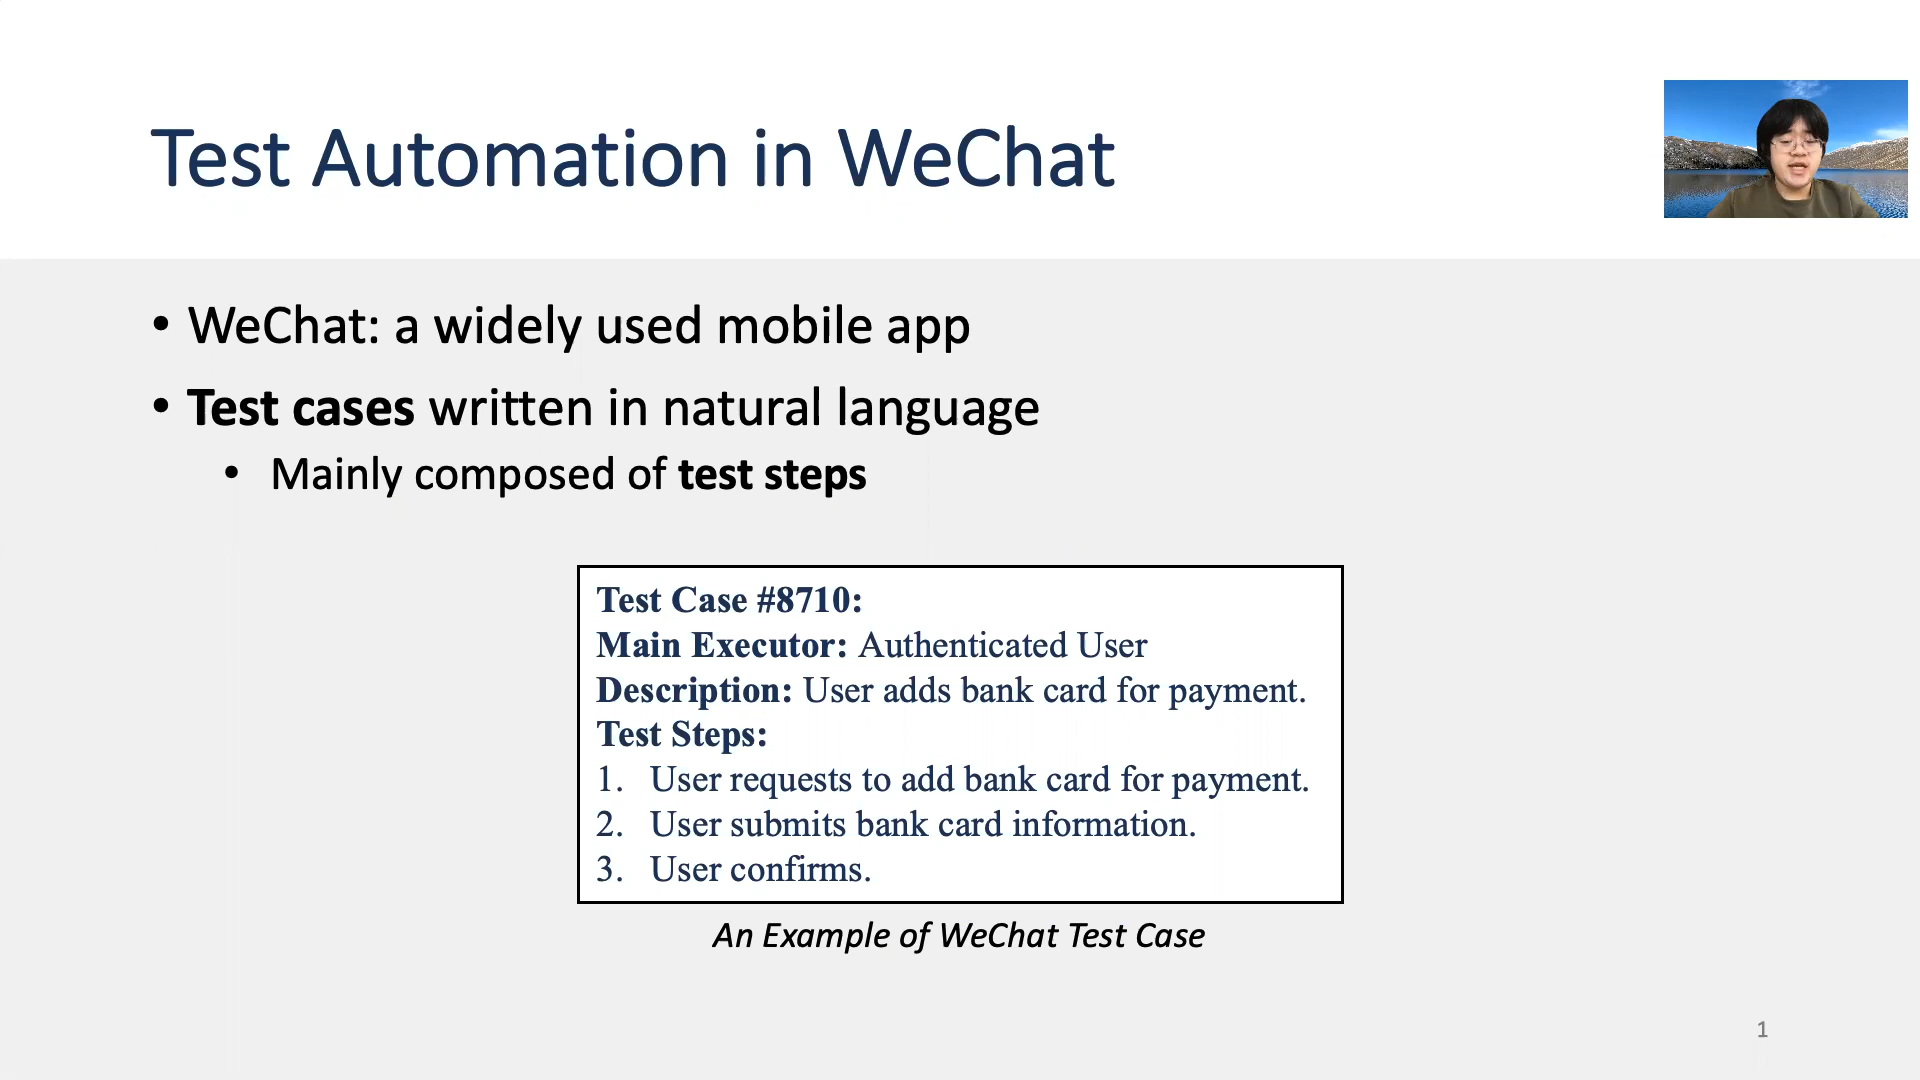 Test Automation in WeChat
• WeChat: a widely used mobile app
• Test cases written in natural language
• Mainly composed of test steps
Test Case #8710:
Main Executor: Authenticated User
Description: User adds bank card for payment.
Test Steps:
1. User requests to add bank card for payment.
2. User submits bank card information.
3. User confirms.
An Example of WeChat Test Case
1